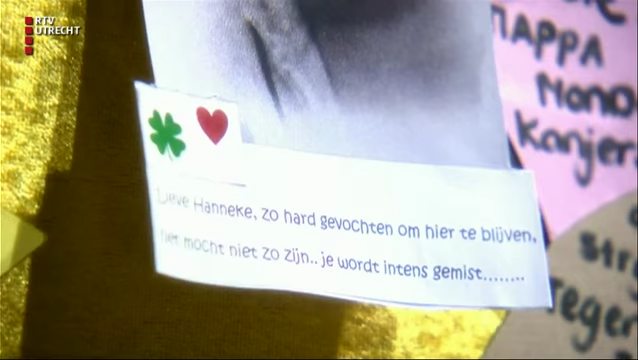 RTV
UTRECHT
PAPPA
Kanjer
Lieve Hanneke, zo hard gevochten om hier te blijven,
het mocht niet zo zijn.. je wordt intens gemist........
tegen